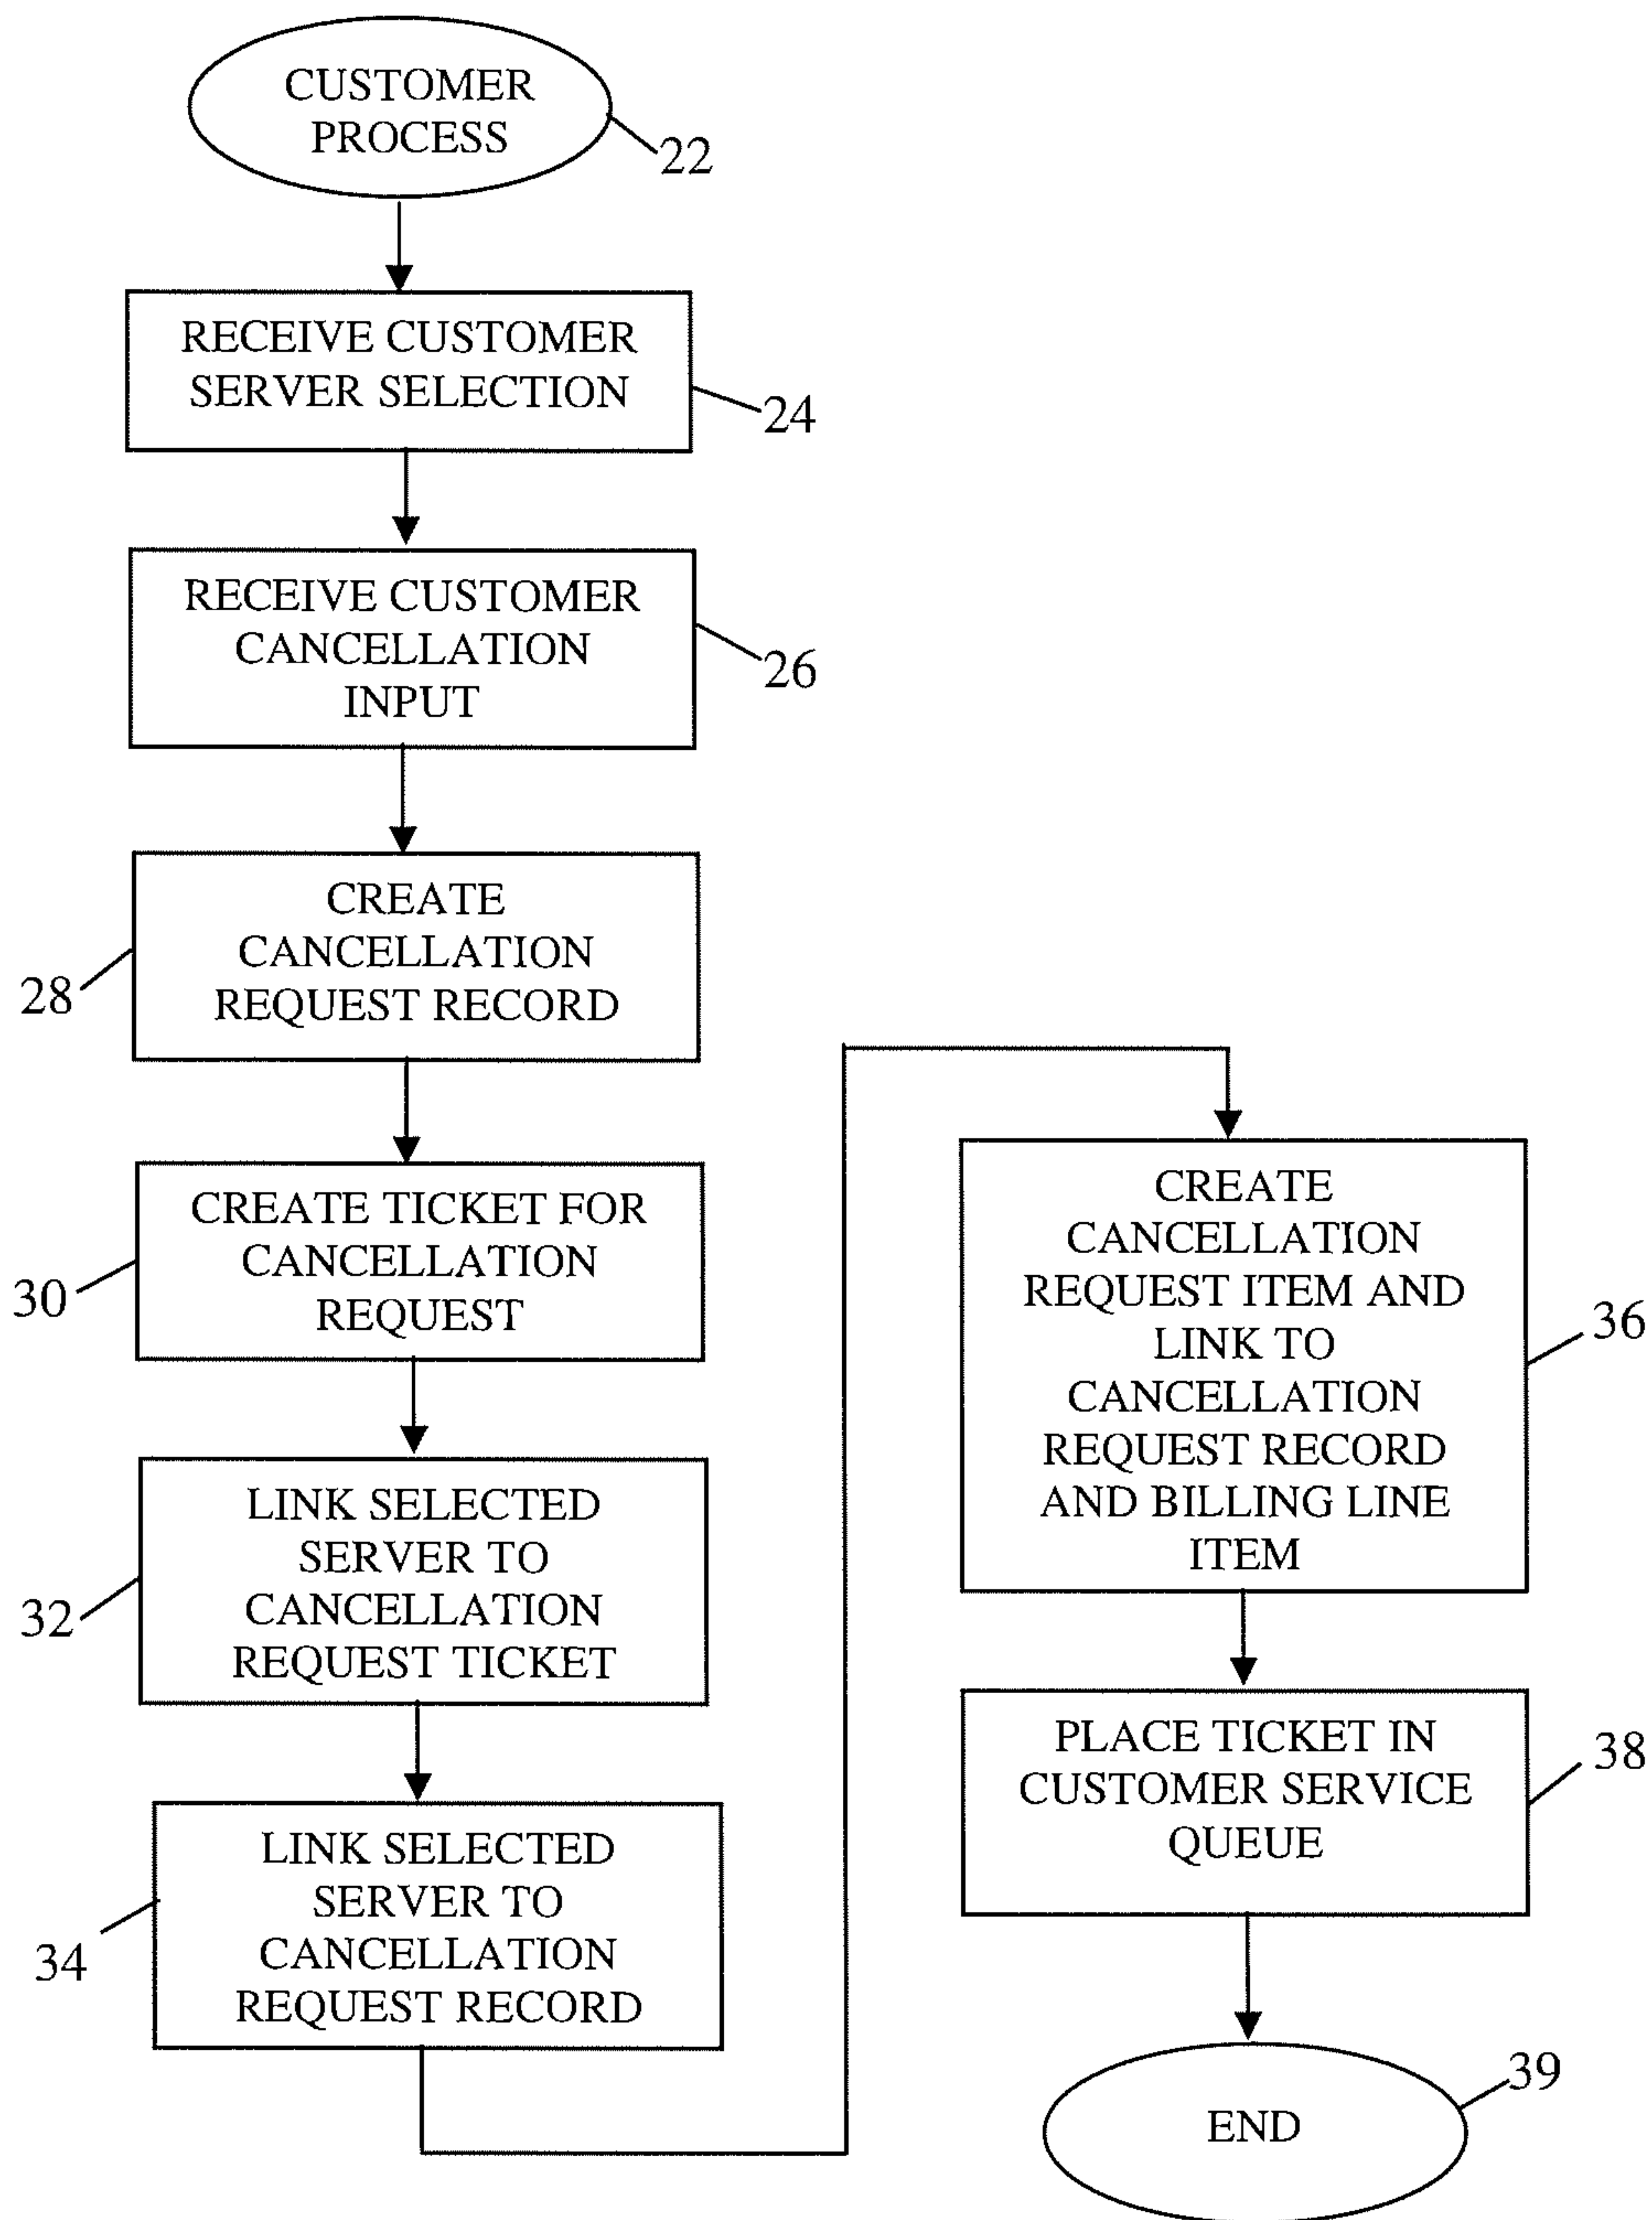 CUSTOMER
PROCESS
22
RECEIVE CUSTOMER
SERVER SELECTION
24
RECEIVE CUSTOMER
CANCELLATION
INPUT
26
CREATE
CANCELLATION
REQUEST RECORD
28
CREATE TICKET FOR
CANCELLATION
REQUEST
30
LINK SELECTED
SERVER TO
CANCELLATION
REQUEST TICKET
32
LINK SELECTED
SERVER TO
CANCELLATION
REQUEST RECORD
34
CREATE
CANCELLATION
REQUEST ITEM AND
LINK TO
CANCELLATION
REQUEST RECORD
AND BILLING LINE
ITEM
36
PLACE TICKET IN
CUSTOMER SERVICE
QUEUE
38
END
39